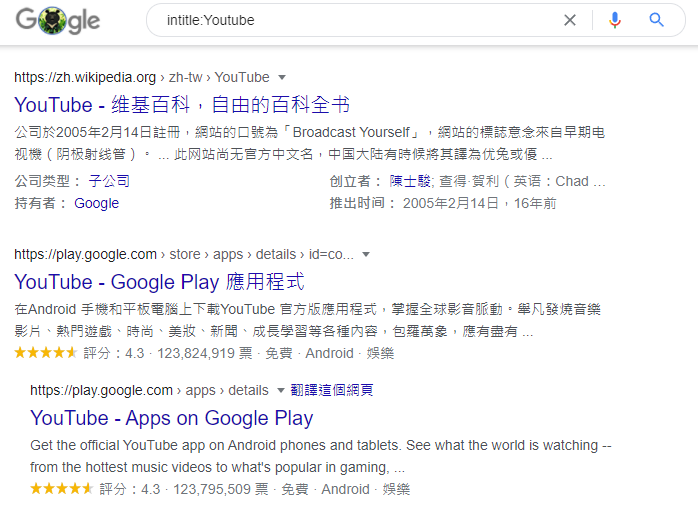 Google
intitle:Youtube
https://zh.wikipedia.org › zh-tw › YouTube
YouTube - 维基百科，自由的百科全书
公司於2005年2月14日註冊，網站的口號為「Broadcast Yourself」，網站的標誌意念來自早期电
视機（阴极射线管）。 ... 此网站尚无官方中文名，中国大陆有時候將其譯為优兔或優 ...
公司类型： 子公司
创立者： 陳士駿; 查得·賀利（英语：Chad ...
持有者： Google
推出时间： 2005年2月14日，16年前
https://play.google.com › store › apps › details › id=co...
YouTube - Google Play 應用程式
在Android 手機和平板電腦上下載YouTube 官方版應用程式，掌握全球影音脈動。舉凡發燒音樂
影片、熱門遊戲、時尚、美妝、新聞、成長學習等各種內容，包羅萬象，應有盡有 ...
評分：4.3 · 123,824,919 票 · 免費 · Android · 娛樂
https://play.google.com › apps › details 翻譯這個網頁
YouTube - Apps on Google Play
Get the official YouTube app on Android phones and tablets. See what the world is watching --
from the hottest music videos to what's popular in gaming, ...
評分：4.3 · 123,795,509 票 · 免費 · Android · 娛樂